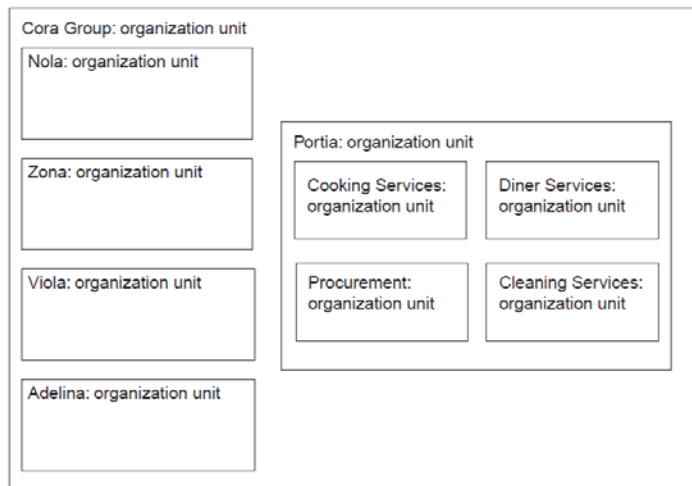 Cora Group: organization unit
Nola: organization unit
Zona: organization unit
Viola: organization unit
Adelina: organization unit
Portia: organization unit
Cooking Services:
organization unit
Diner Services:
organization unit
Procurement:
organization unit
Cleaning Services:
organization unit